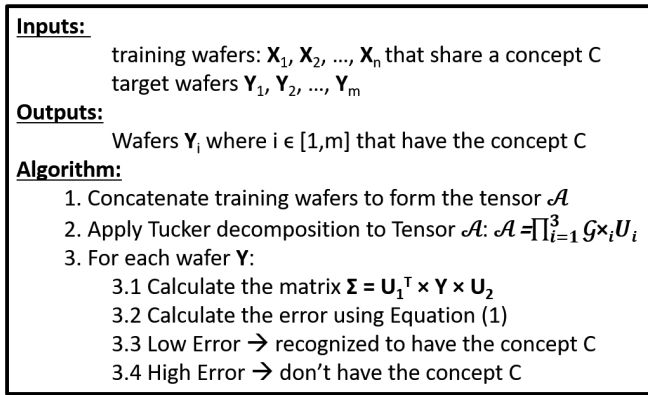 Inputs:
training wafers: X₁, X₂, ..., Xₙ that share a concept C
target wafers Y₁, Y₂, ..., Yₘ
Outputs:
Wafers Yᵢ where i ϵ [1,m] that have the concept C
Algorithm:
1. Concatenate training wafers to form the tensor 𝒜
2. Apply Tucker decomposition to Tensor 𝒜: 𝒜 =∏³ᵢ₌₁ 𝒢×ᵢUᵢ
3. For each wafer Y:
3.1 Calculate the matrix Σ = U₁ᵀ × Y × U₂
3.2 Calculate the error using Equation (1)
3.3 Low Error → recognized to have the concept C
3.4 High Error → don’t have the concept C